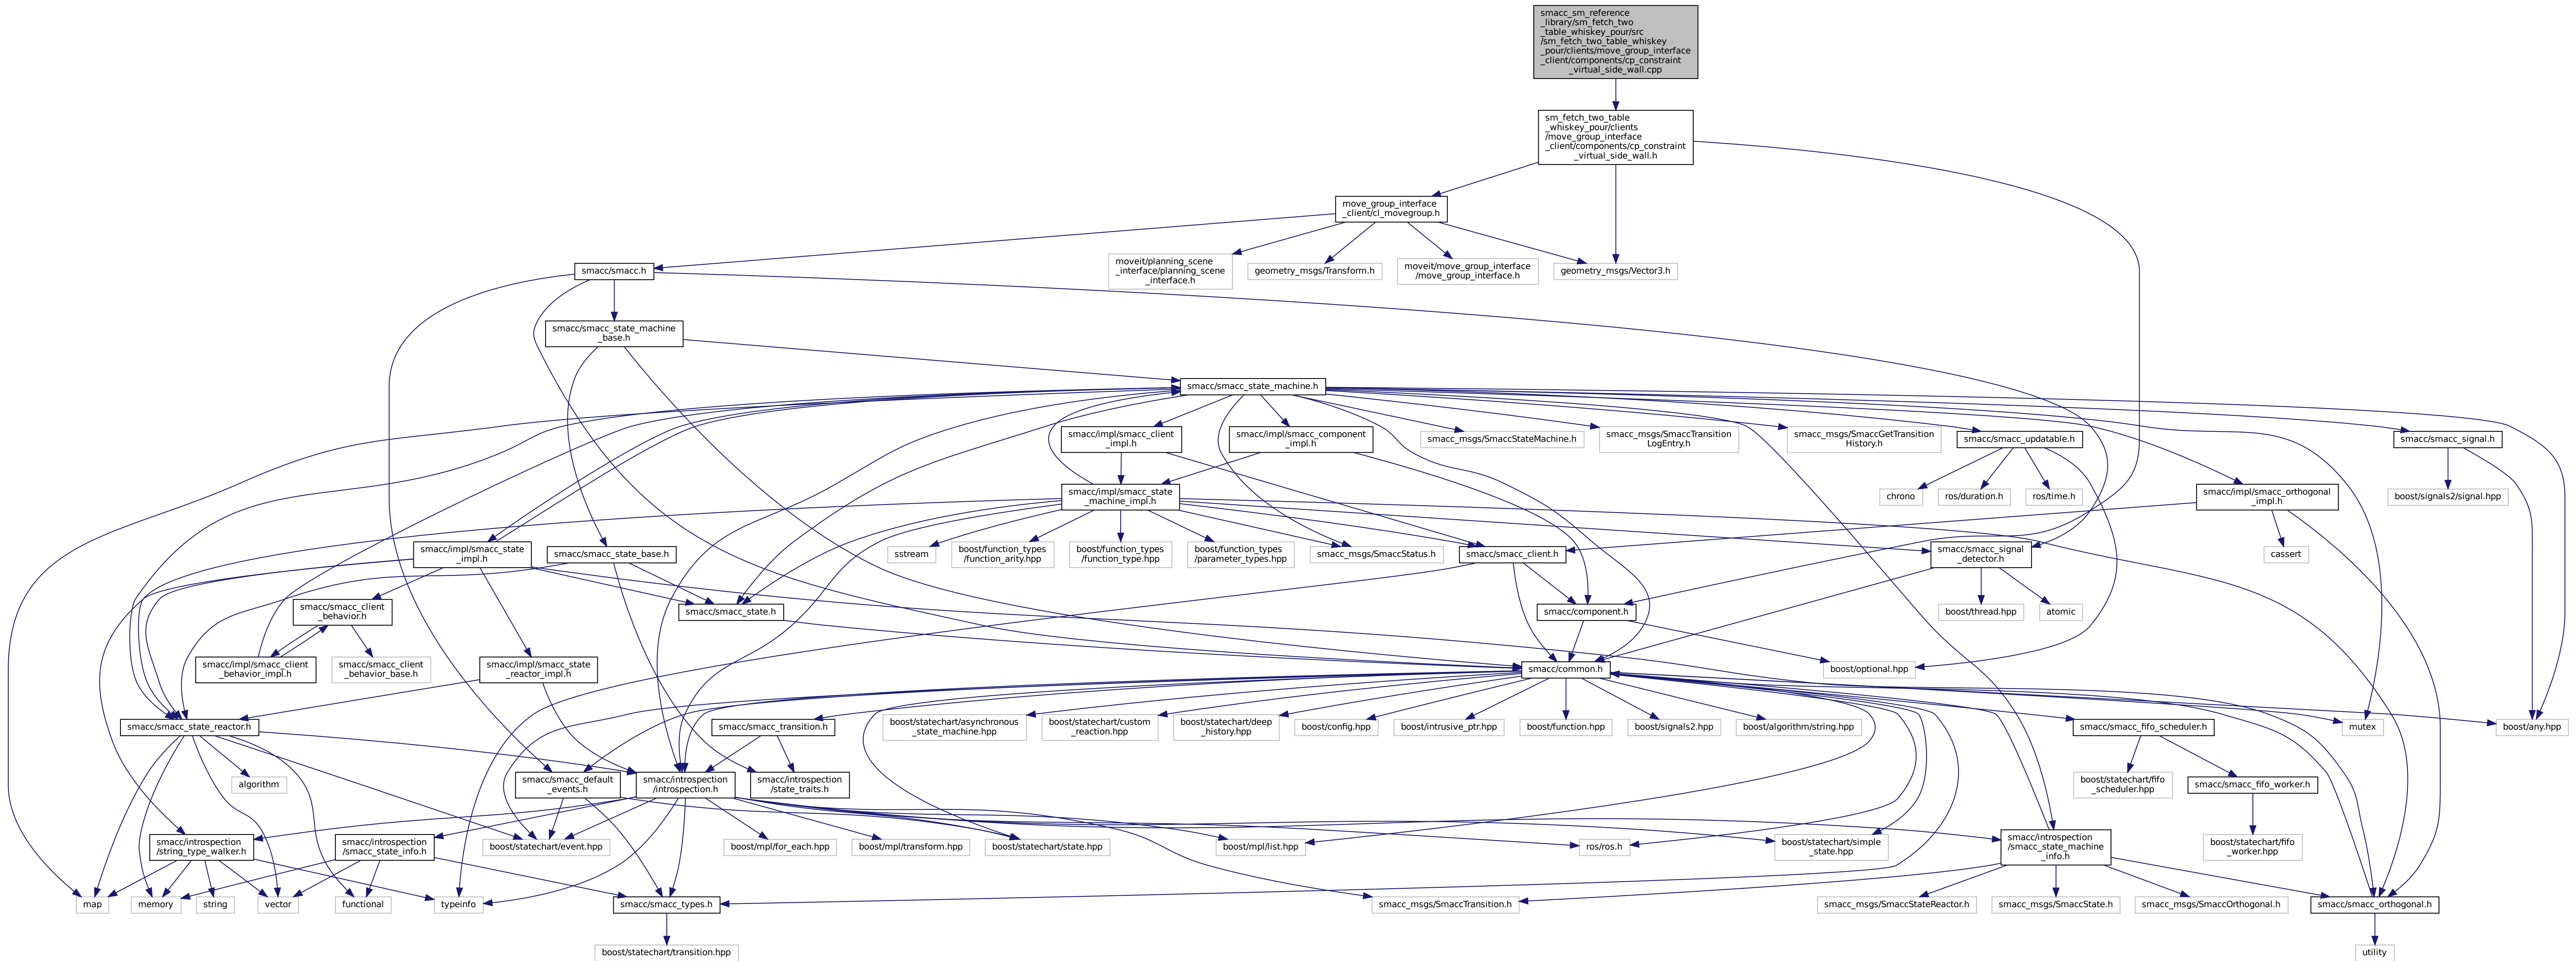 smacc_sm_reference
_library/sm_fetch_two
_table_whiskey_pour/src
/sm_fetch_two_table_whiskey
_pour/clients/move_group_interface
_client/components/cp_constraint
_virtual_side_wall.cpp
sm_fetch_two_table
_whiskey_pour/clients
/move_group_interface
_client/components/cp_constraint
_virtual_side_wall.h
move_group_interface
_client/cl_movegroup.h
smacc/smacc.h
moveit/planning_scene
_interface/planning_scene
_interface.h
geometry_msgs/Transform.h
moveit/move_group_interface
/move_group_interface.h
geometry_msgs/Vector3.h
smacc/smacc_state_machine
_base.h
smacc/smacc_state_machine.h
smacc/impl/smacc_client
_impl.h
smacc/impl/smacc_component
_impl.h
smacc_msgs/SmaccStateMachine.h
smacc_msgs/SmaccTransition
LogEntry.h
smacc_msgs/SmaccGetTransition
History.h
smacc/smacc_updatable.h
smacc/smacc_signal.h
smacc/impl/smacc_state
_machine_impl.h
chrono
ros/duration.h
ros/time.h
smacc/impl/smacc_orthogonal
_impl.h
boost/signals2/signal.hpp
smacc/impl/smacc_state
_impl.h
smacc/smacc_state_base.h
sstream
boost/function_types
/function_arity.hpp
boost/function_types
/function_type.hpp
boost/function_types
/parameter_types.hpp
smacc_msgs/SmaccStatus.h
smacc/smacc_client.h
smacc/smacc_signal
_detector.h
cassert
smacc/smacc_client
_behavior.h
smacc/smacc_state.h
smacc/component.h
boost/thread.hpp
atomic
smacc/impl/smacc_client
_behavior_impl.h
smacc/smacc_client
_behavior_base.h
smacc/impl/smacc_state
_reactor_impl.h
smacc/common.h
boost/optional.hpp
smacc/smacc_state_reactor.h
smacc/smacc_transition.h
boost/statechart/asynchronous
_state_machine.hpp
boost/statechart/custom
_reaction.hpp
boost/statechart/deep
_history.hpp
boost/config.hpp
boost/intrusive_ptr.hpp
boost/function.hpp
boost/signals2.hpp
boost/algorithm/string.hpp
smacc/smacc_fifo_scheduler.h
mutex
boost/any.hpp
algorithm
smacc/smacc_default
_events.h
smacc/introspection
/introspection.h
smacc/introspection
/state_traits.h
boost/statechart/fifo
_scheduler.hpp
smacc/smacc_fifo_worker.h
smacc/introspection
/string_type_walker.h
smacc/introspection
/smacc_state_info.h
boost/statechart/event.hpp
boost/mpl/for_each.hpp
boost/mpl/transform.hpp
boost/statechart/state.hpp
boost/mpl/list.hpp
ros/ros.h
boost/statechart/simple
_state.hpp
smacc/introspection
/smacc_state_machine
_info.h
boost/statechart/fifo
_worker.hpp
map
memory
string
vector
functional
typeinfo
smacc/smacc_types.h
smacc_msgs/SmaccTransition.h
smacc_msgs/SmaccStateReactor.h
smacc_msgs/SmaccState.h
smacc_msgs/SmaccOrthogonal.h
smacc/smacc_orthogonal.h
boost/statechart/transition.hpp
utility